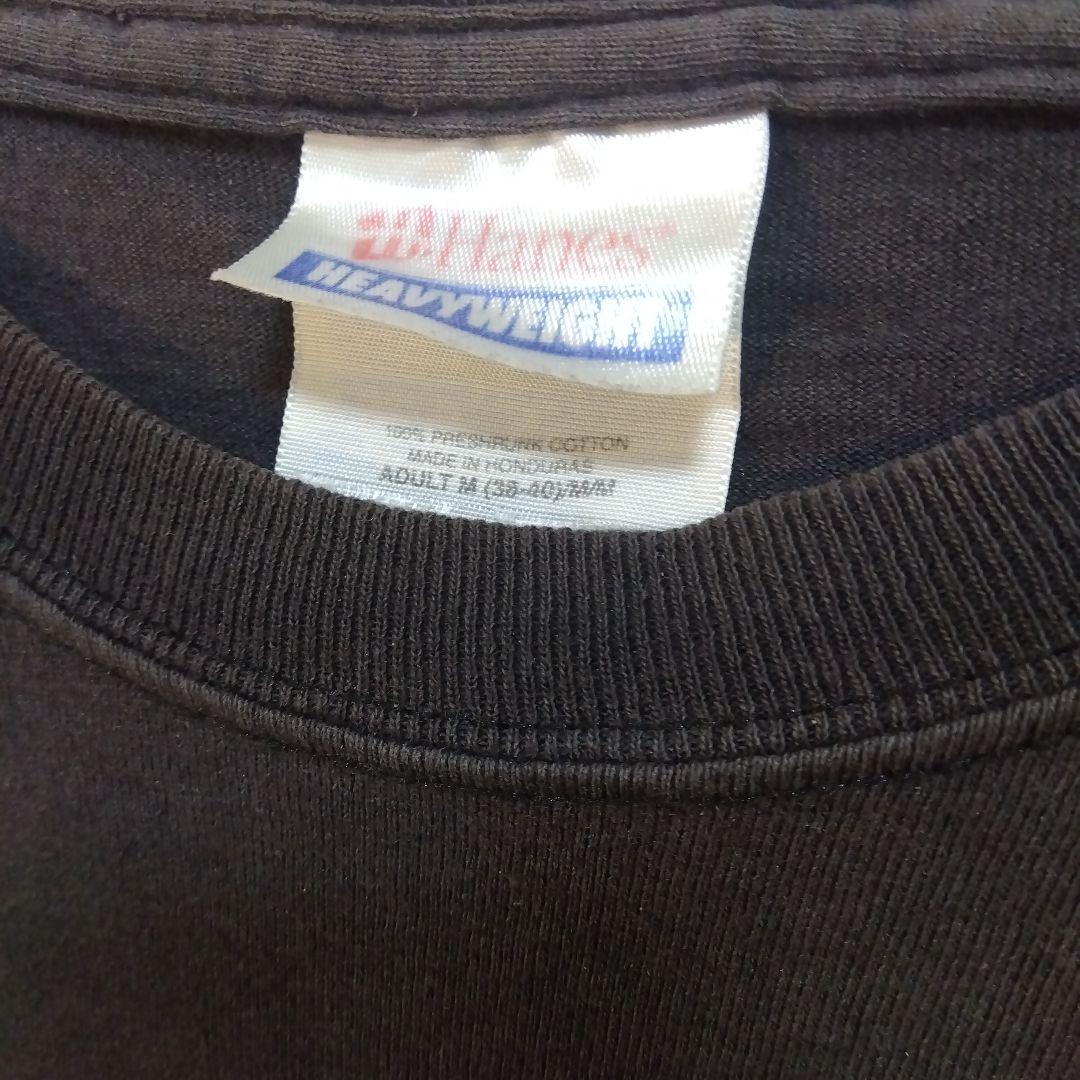 Hanes
HEAVYWEIGHT
100% PRESHRUNK COTTON
MADE IN HONDURAS
ADULT M (38-40)/M/M